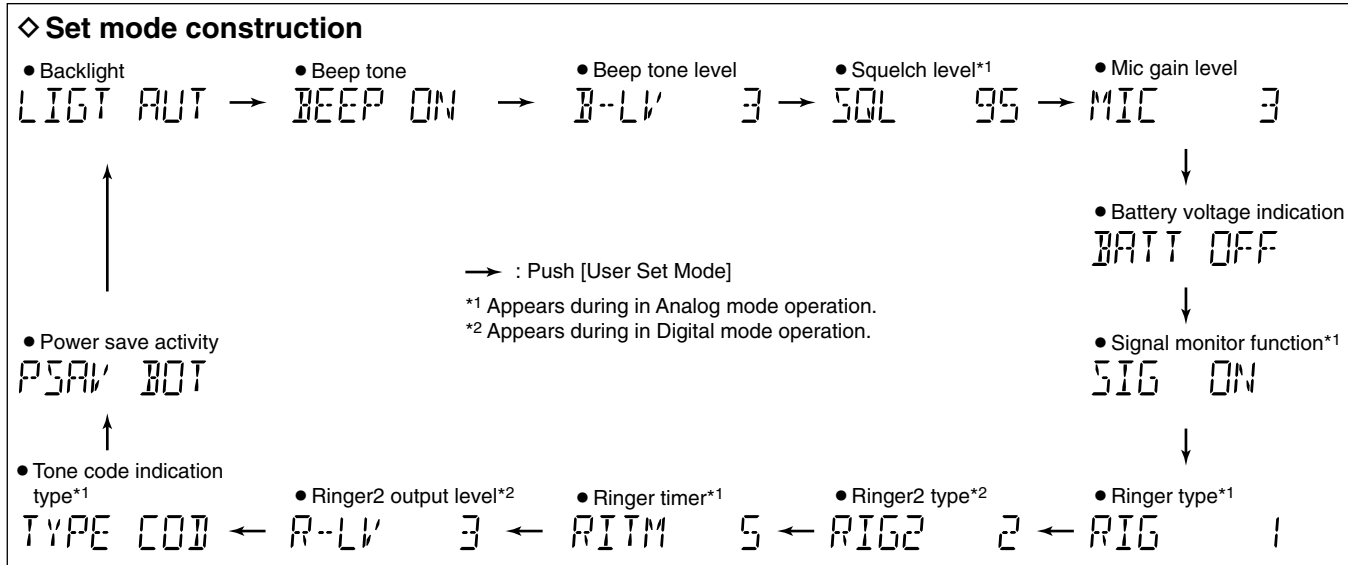 ◇ Set mode construction
● Backlight
LIGT AUT
● Beep tone
BEEP ON
● Beep tone level
B-LV 3
● Squelch level*1
SQL 95
● Mic gain level
MIC 3
● Battery voltage indication
BATT OFF
→ : Push [User Set Mode]
*1 Appears during in Analog mode operation.
*2 Appears during in Digital mode operation.
● Signal monitor function*1
SIG ON
● Ringer type*1
RIG 1
● Ringer2 type*2
RIG2 2
● Ringer timer*1
RITM 5
● Ringer2 output level*2
R-LV 3
● Tone code indication
type*1
TYPE COD
● Power save activity
PSAV BOT